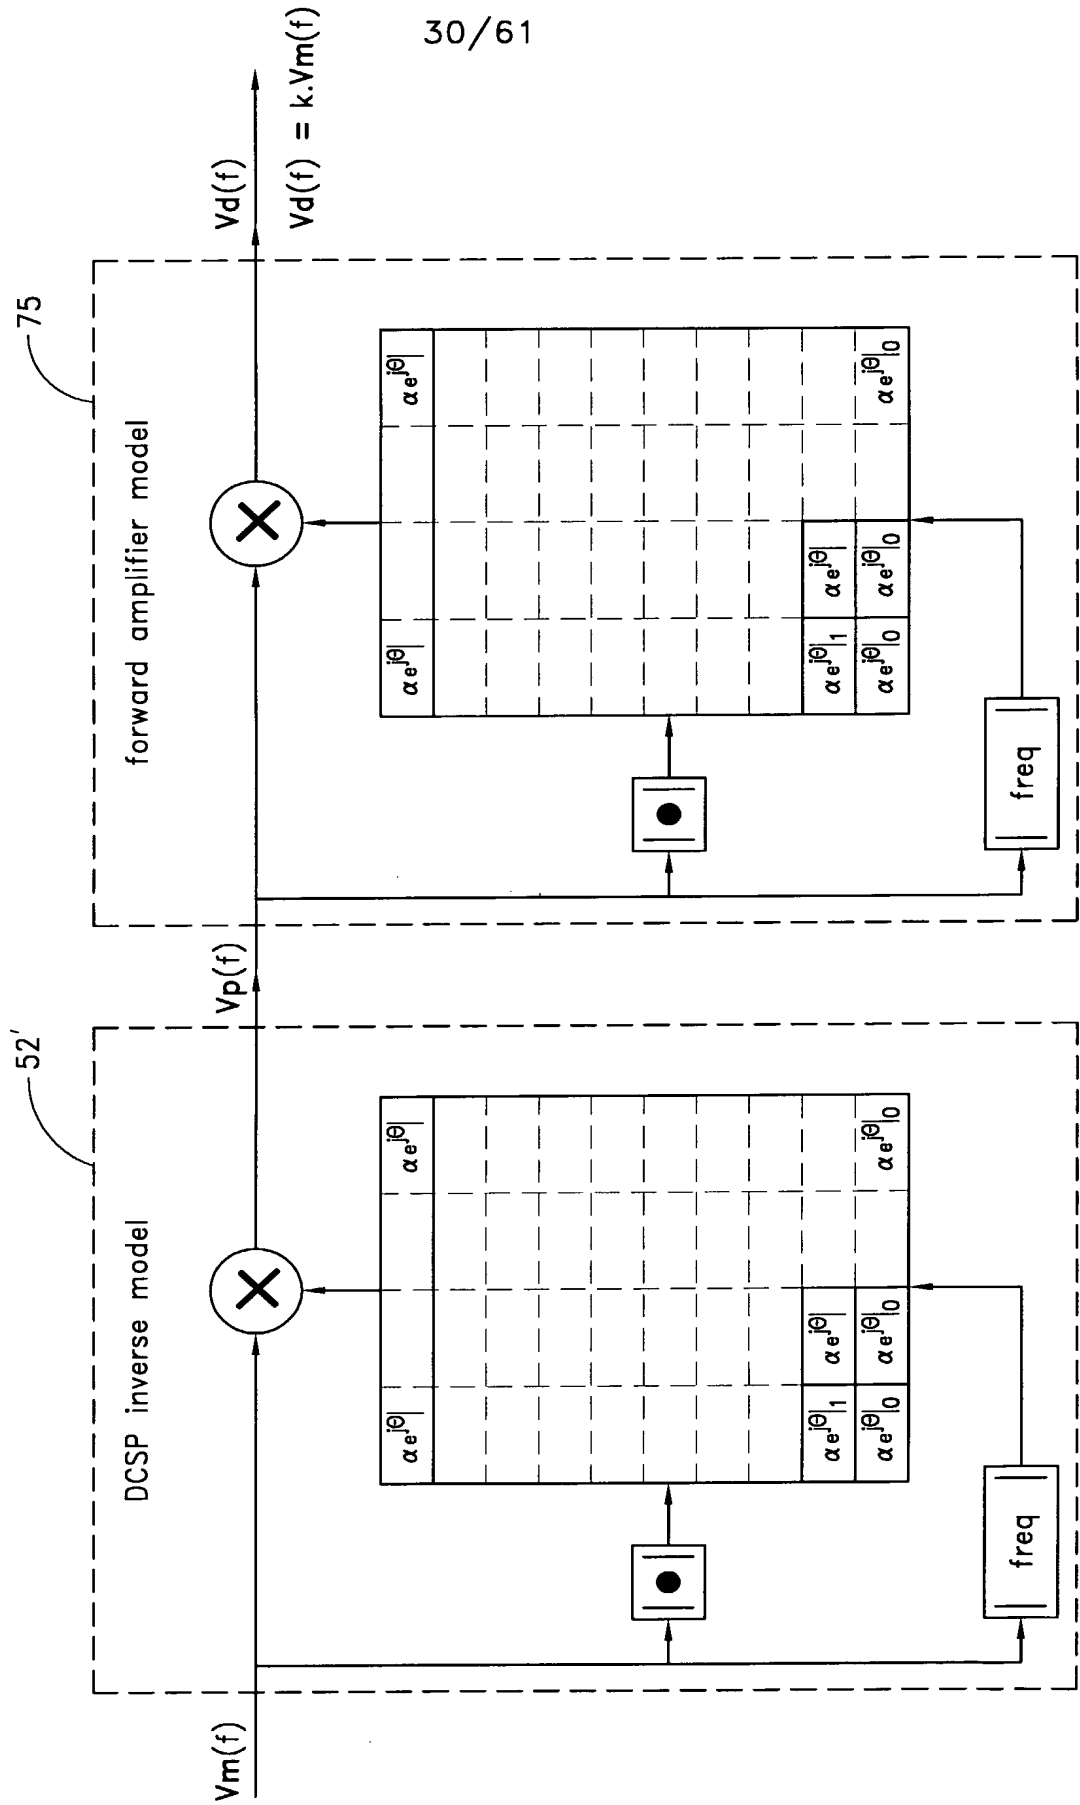 30/61
52'
75
DCSP inverse model
forward amplifier model
Vm(f)
Vp(f)
Vd(f)
Vd(f) = k.Vm(f)
αe^jθ|
αe^jθ|
αe^jθ|1
αe^jθ|
αe^jθ|0
αe^jθ|0
αe^jθ|0
|●|
|freq|
αe^jθ|
αe^jθ|
αe^jθ|1
αe^jθ|
αe^jθ|0
αe^jθ|0
αe^jθ|0
|●|
|freq|